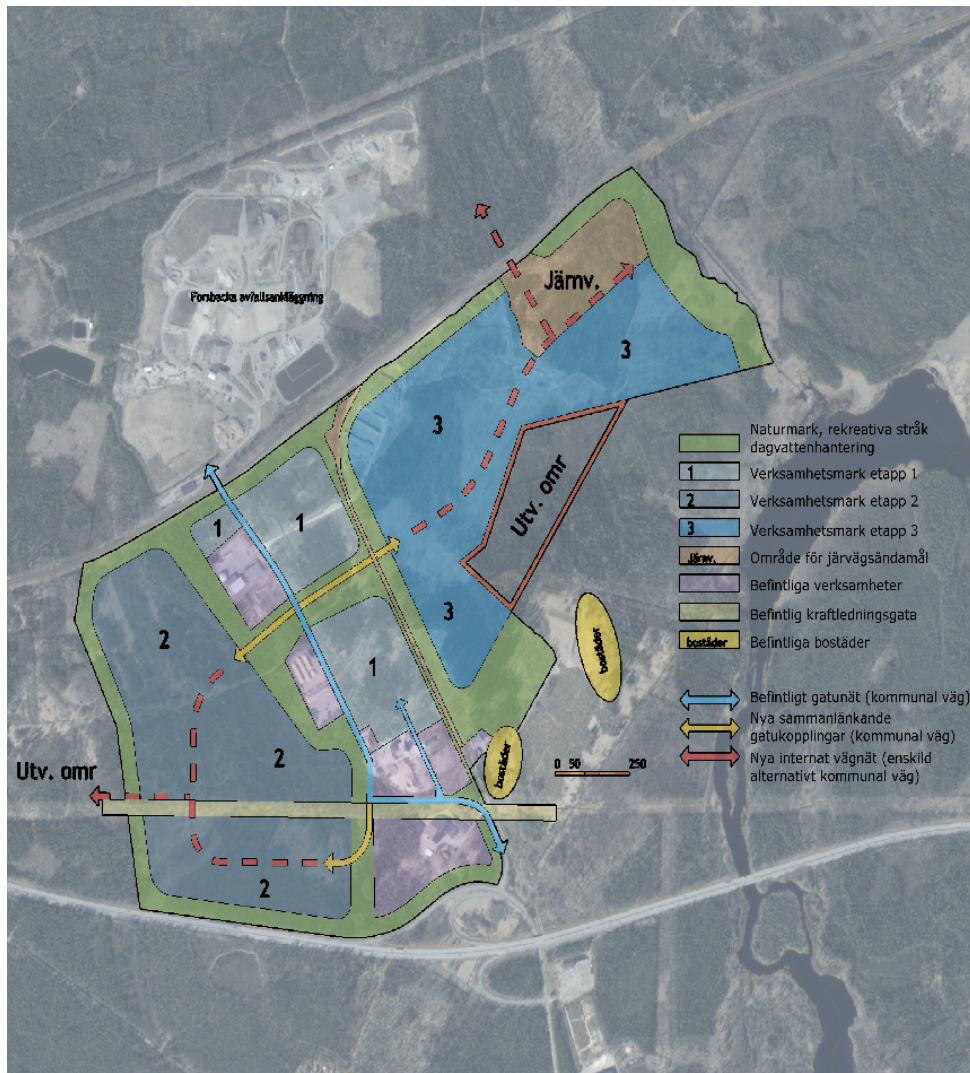 Forsbacka avfallsanläggning
Järnv.
3
3
1
1
Utv. omr
2
3
1
bostäder
2
bostäder
Utv. omr
2
0 50 250
Naturmark, rekreativa stråk
dagvattenhantering
1 Verksamhetsmark etapp 1
2 Verksamhetsmark etapp 2
3 Verksamhetsmark etapp 3
Järnv. Område för järvägsändamål
Befintliga verksamheter
Befintlig kraftledningsgata
bostäder Befintliga bostäder
Befintligt gatunät (kommunal väg)
Nya sammanlänkande
gatukopplingar (kommunal väg)
Nya internat vägnät (enskild
alternativt kommunal väg)